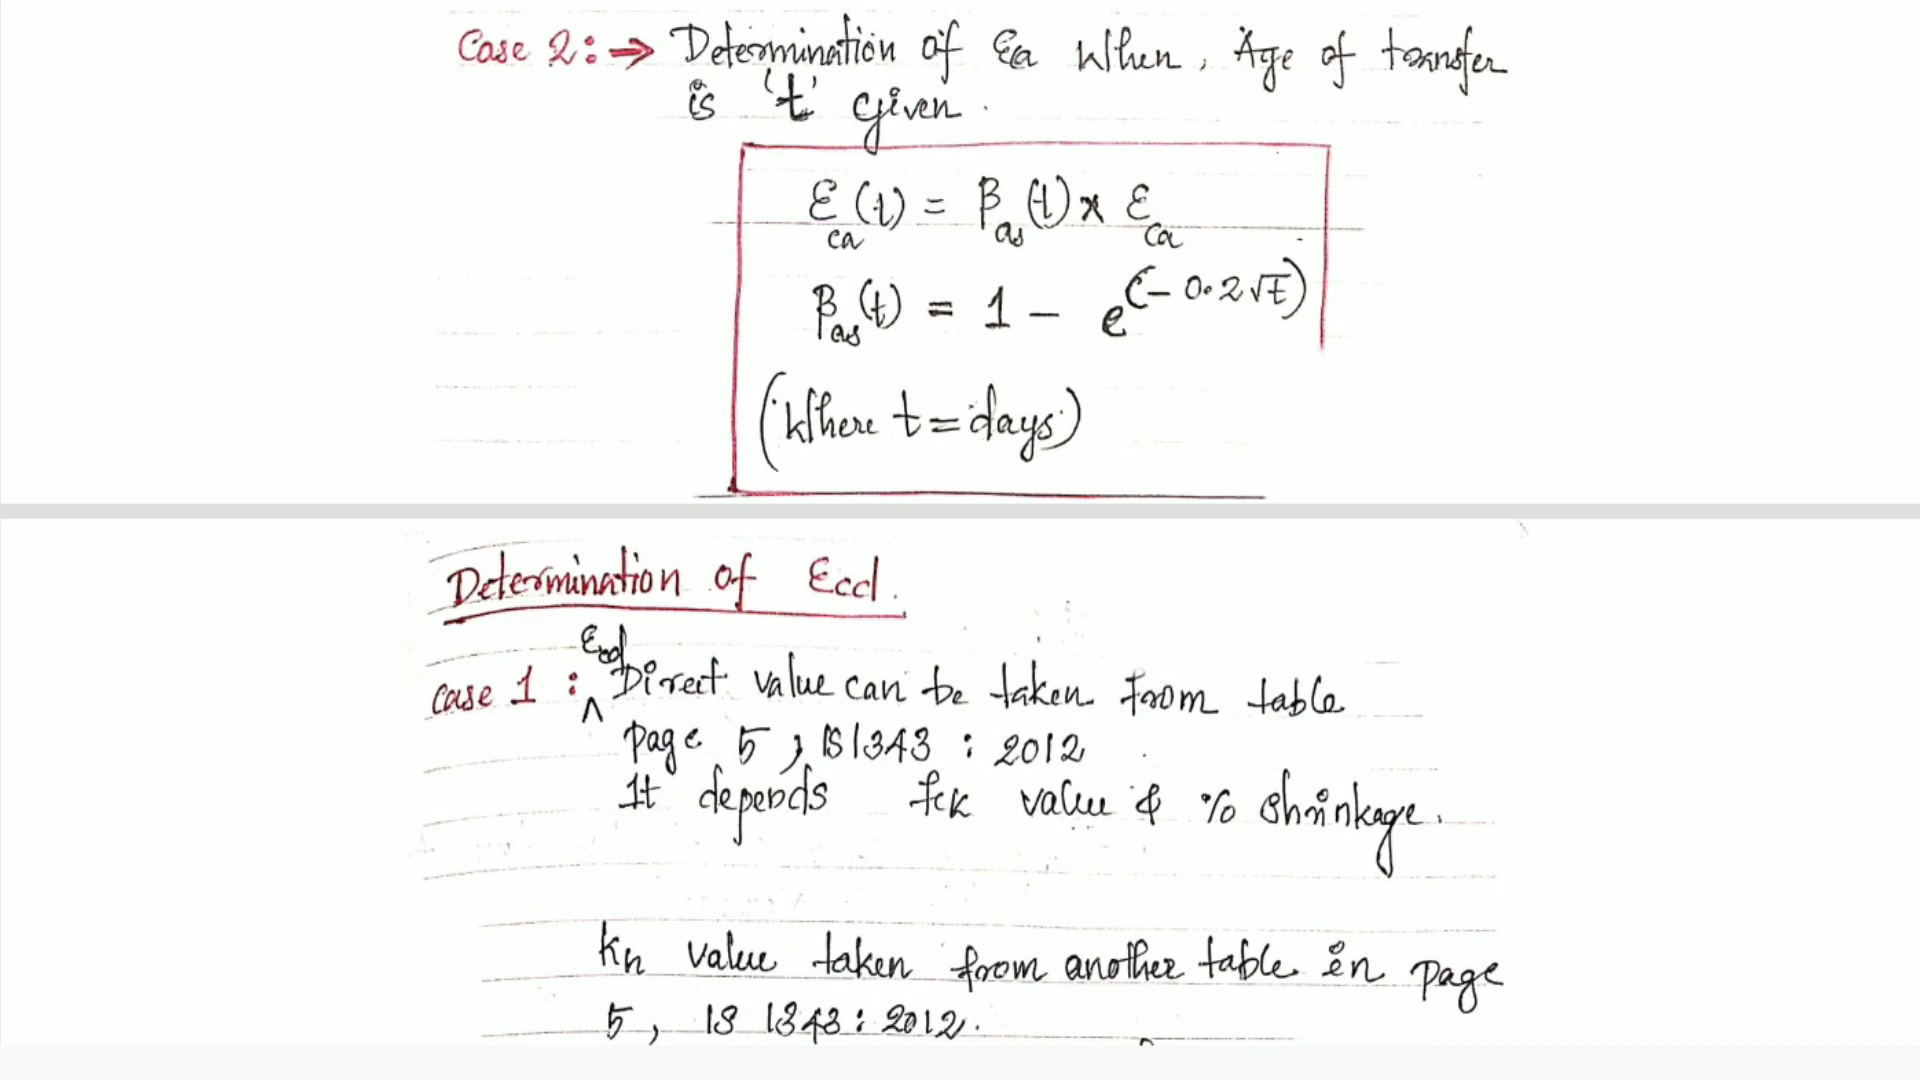 Case 2: → Determination of εca When, Age of transfer
is 't' given.
εca(t) = βas(t) × εca
βas(t) = 1 - e^(-0.2√t)
(Where t = days)
Determination of εcd.
εcd
case 1 : ^ Direct value can be taken from table
page 5, IS1343 : 2012
It depends fck value & % shrinkage.
kh value taken from another table in page
5, IS 1343 : 2012.